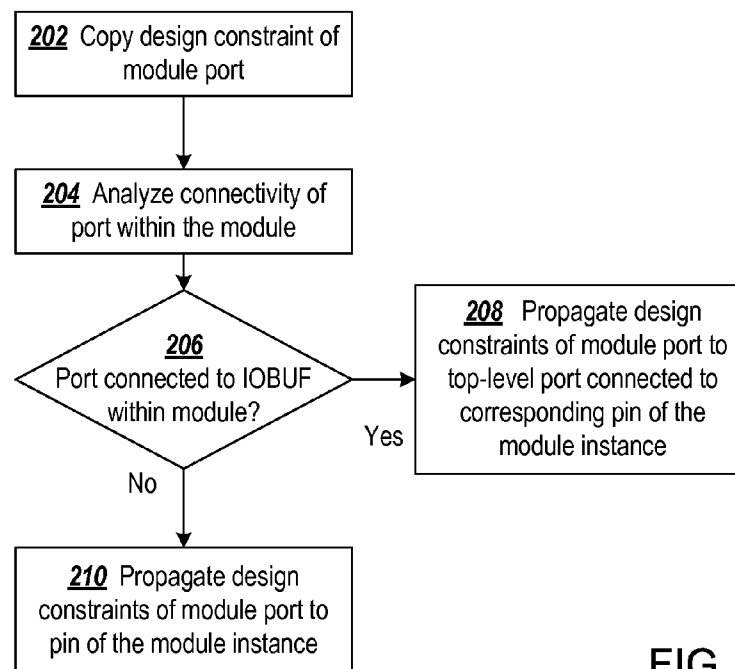 202 Copy design constraint of
module port
204 Analyze connectivity of
port within the module
206
Port connected to IOBUF
within module?
208 Propagate design
constraints of module port to
top-level port connected to
corresponding pin of the
module instance
Yes
No
210 Propagate design
constraints of module port to
pin of the module instance
FIG